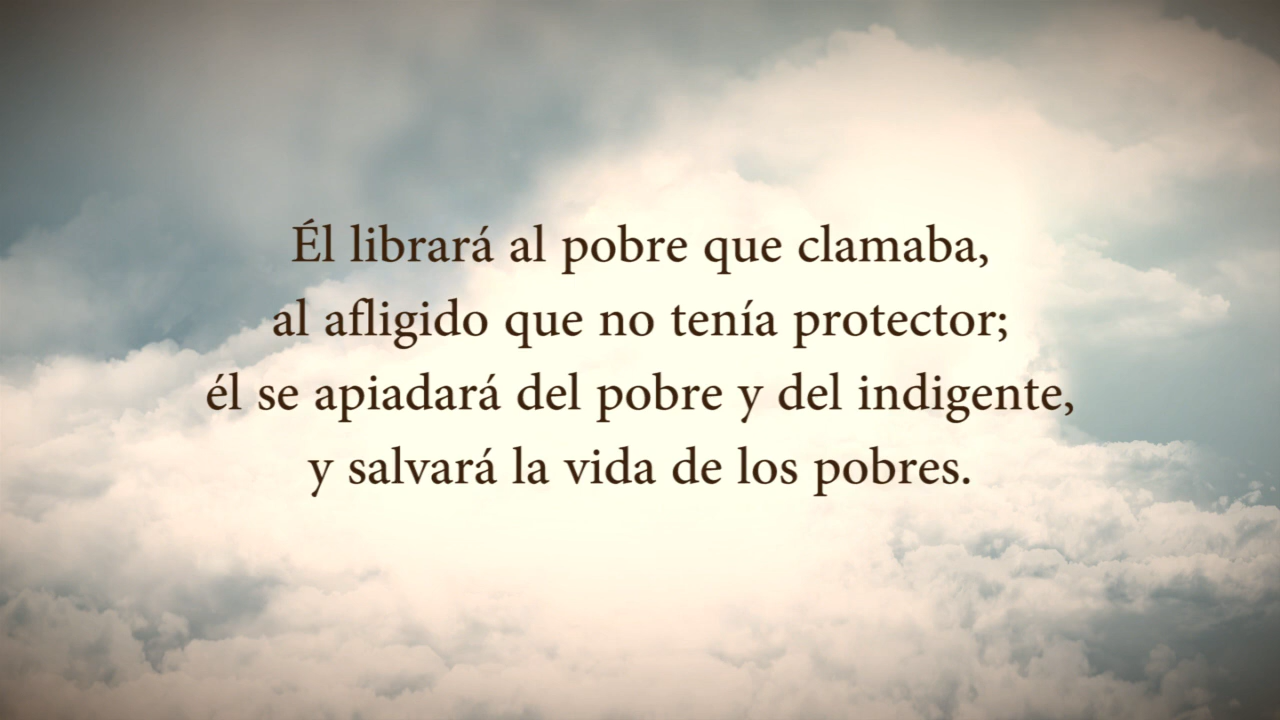 Él librará al pobre que clamaba,
al afligido que no tenía protector;
él se apiadará del pobre y del indigente,
y salvará la vida de los pobres.